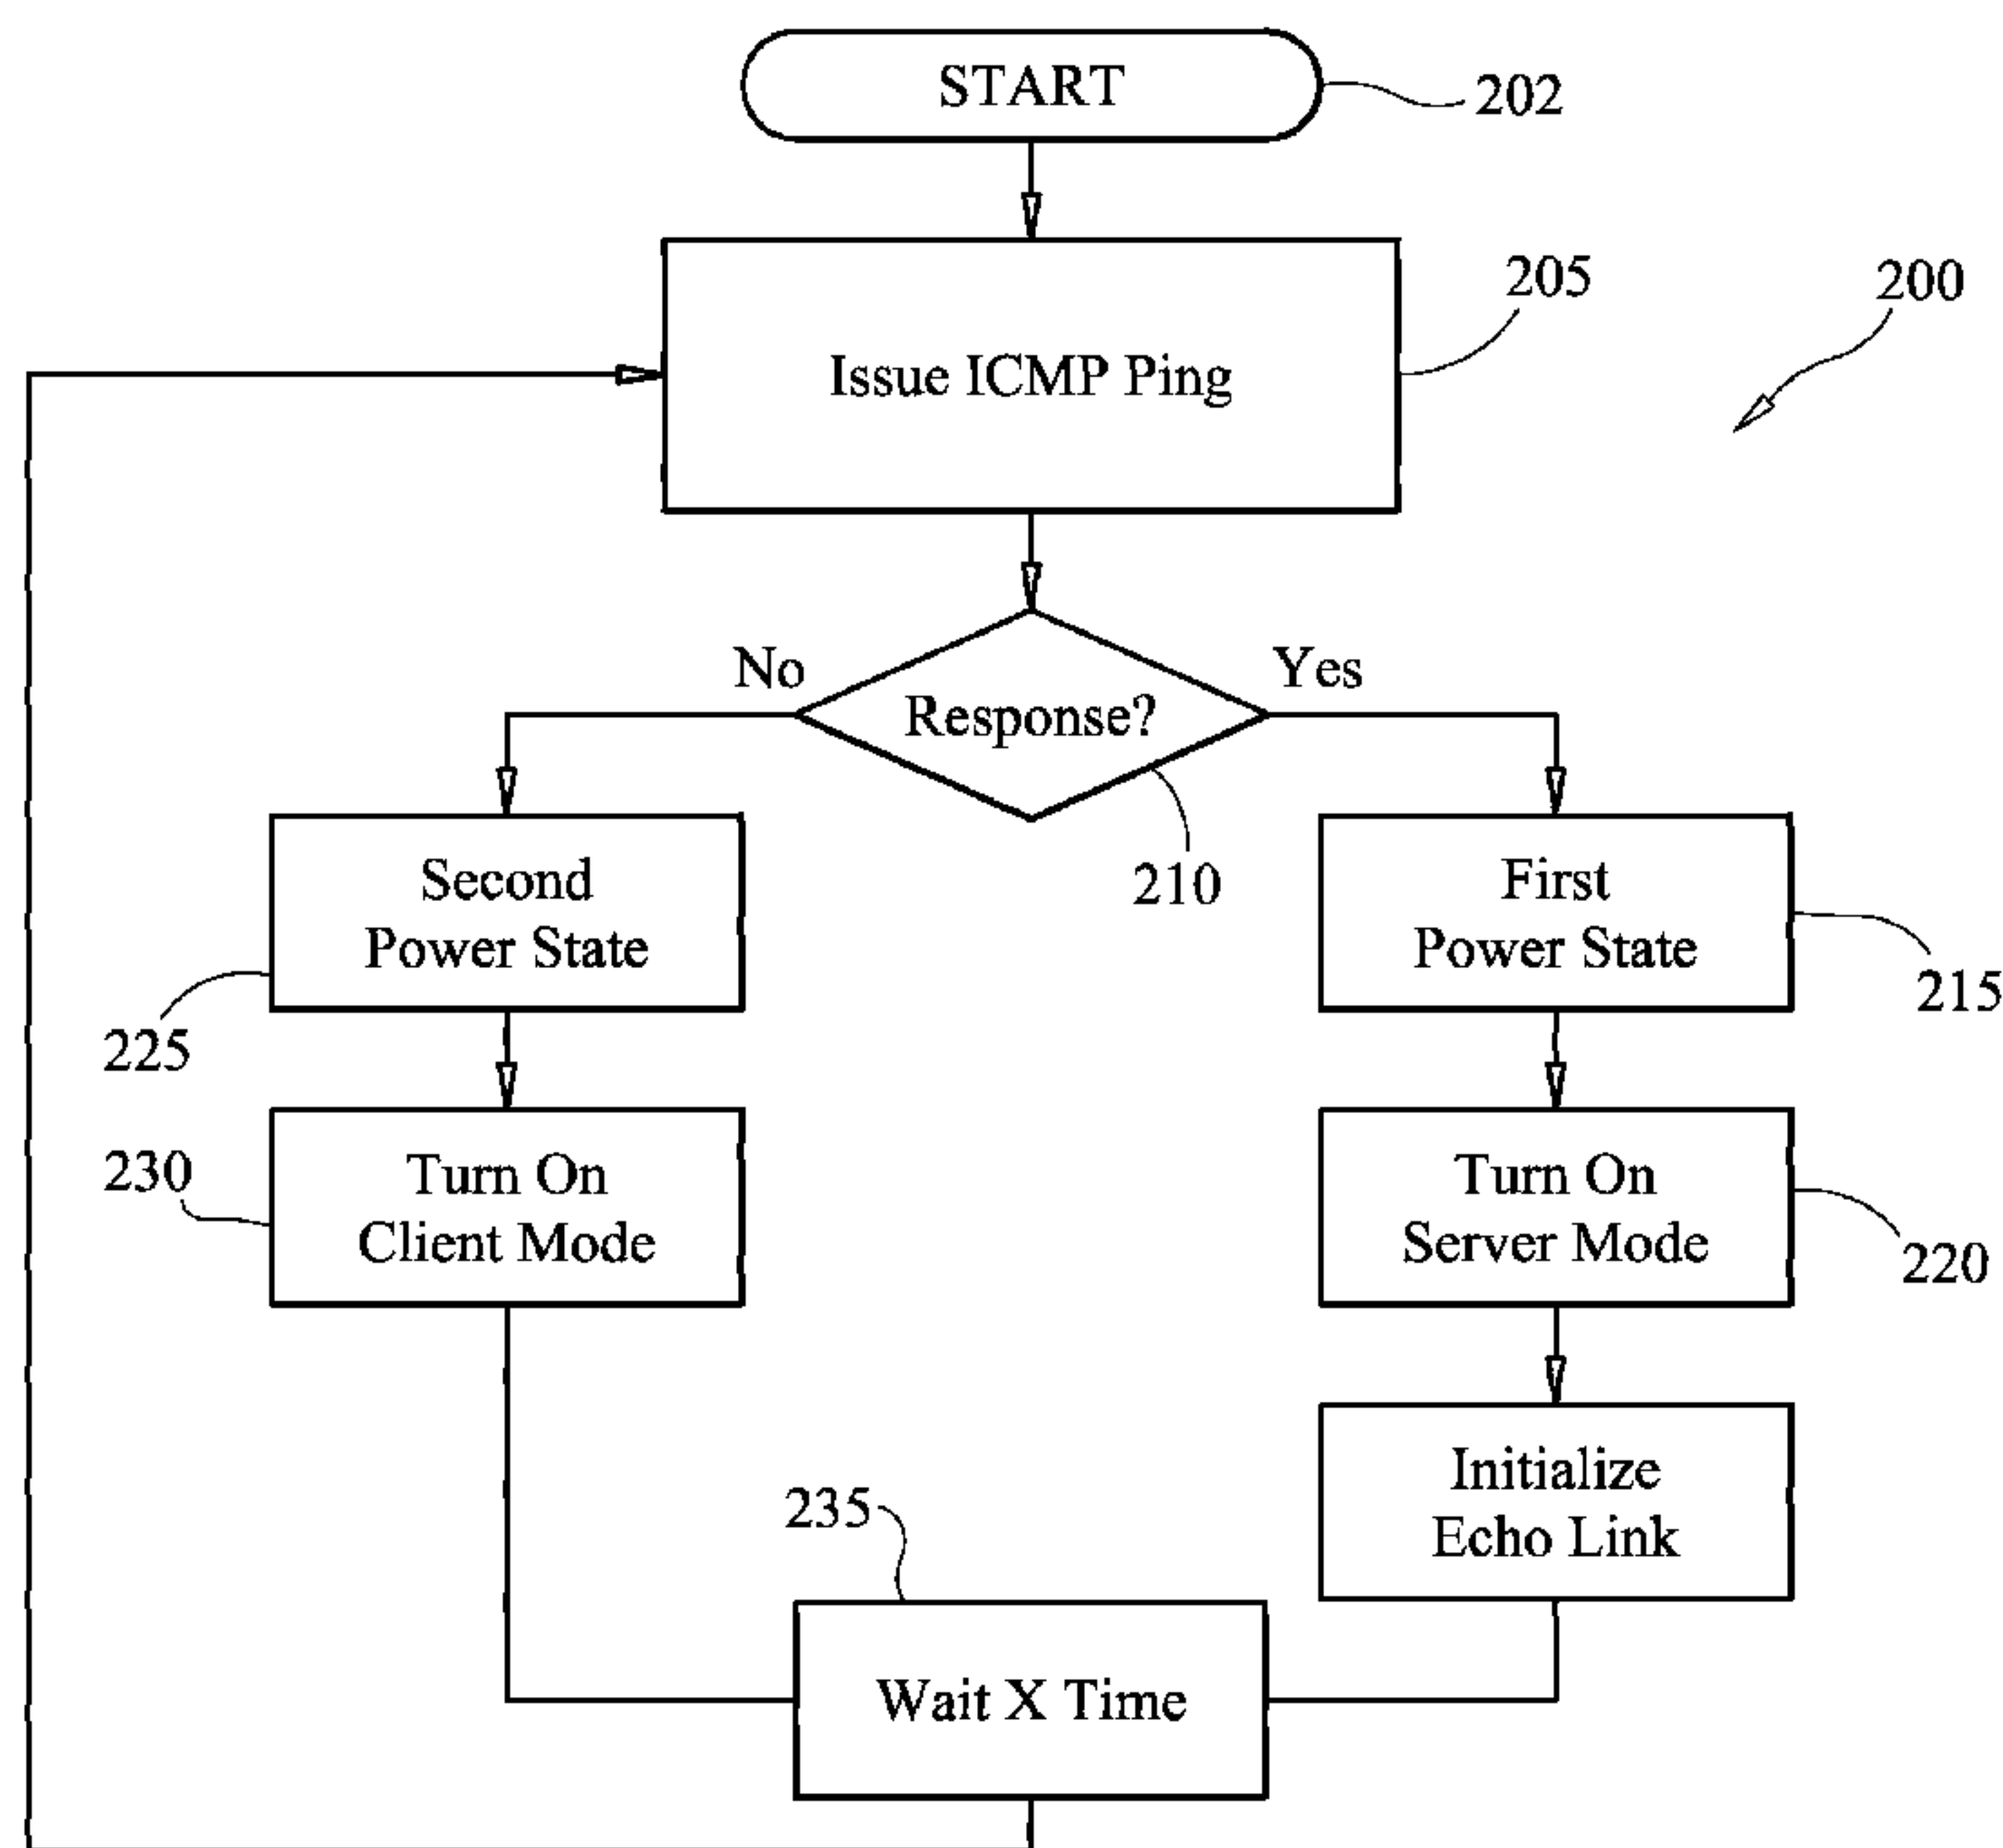 START
202
205
200
Issue ICMP Ping
No
Yes
Response?
210
Second
Power State
225
First
Power State
215
230
Turn On
Client Mode
Turn On
Server Mode
220
Initialize
Echo Link
235
Wait X Time